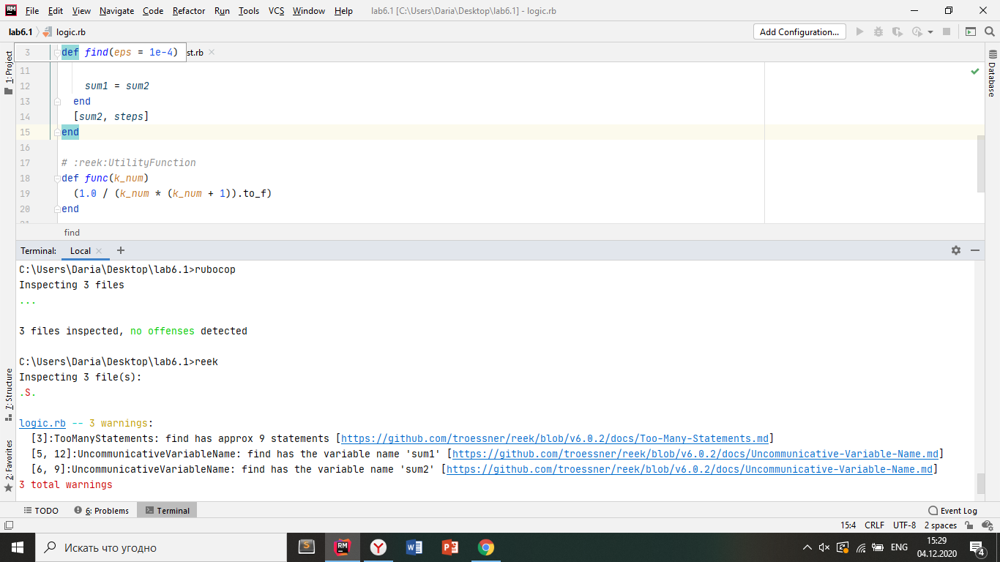 File Edit View Navigate Code Refactor Run Tools VCS Window Help lab6.1 [C:\Users\Daria\Desktop\lab6.1] - logic.rb
lab6.1 logic.rb Add Configuration...
3 def find(eps = 1e-4) st.rb
11
12 sum1 = sum2
13 end
14 [sum2, steps]
15 end
16
17 # :reek:UtilityFunction
18 def func(k_num)
19 (1.0 / (k_num * (k_num + 1)).to_f)
20 end
find
1: Project
7: Structure
2: Favorites
Database
Terminal: Local +
C:\Users\Daria\Desktop\lab6.1>rubocop
Inspecting 3 files
...
3 files inspected, no offenses detected
C:\Users\Daria\Desktop\lab6.1>reek
Inspecting 3 file(s):
.S.
logic.rb -- 3 warnings:
[3]:TooManyStatements: find has approx 9 statements [https://github.com/troessner/reek/blob/v6.0.2/docs/Too-Many-Statements.md]
[5, 12]:UncommunicativeVariableName: find has the variable name 'sum1' [https://github.com/troessner/reek/blob/v6.0.2/docs/Uncommunicative-Variable-Name.md]
[6, 9]:UncommunicativeVariableName: find has the variable name 'sum2' [https://github.com/troessner/reek/blob/v6.0.2/docs/Uncommunicative-Variable-Name.md]
3 total warnings
TODO 6: Problems Terminal Event Log
15:4 CRLF UTF-8 2 spaces
Искать что угодно ENG 15:29
04.12.2020 4